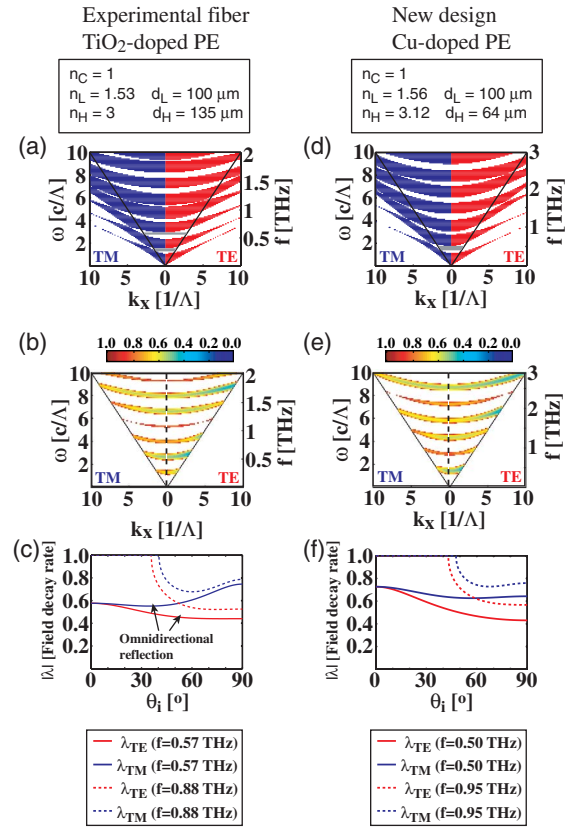 Experimental fiber
TiO2-doped PE
nC = 1
nL = 1.53 dL = 100 μm
nH = 3 dH = 135 μm
New design
Cu-doped PE
nC = 1
nL = 1.56 dL = 100 μm
nH = 3.12 dH = 64 μm
(a)
10
8
6
4
2
ω [c/Λ]
2
1.5
1
0.5
f [THz]
TM
TE
10 5 0 5 10
kx [1/Λ]
(d)
10
8
6
4
2
ω [c/Λ]
3
2
1
f [THz]
TM
TE
10 5 0 5 10
kx [1/Λ]
(b)
1.0 0.8 0.6 0.4 0.2 0.0
10
8
6
4
2
ω [c/Λ]
2
1.5
1
0.5
f [THz]
TM
TE
10 5 0 5 10
kx [1/Λ]
(e)
1.0 0.8 0.6 0.4 0.2 0.0
10
8
6
4
2
ω [c/Λ]
3
2
1
f [THz]
TM
TE
10 5 0 5 10
kx [1/Λ]
(c)
1.0
0.8
0.6
0.4
0.2
0
|λ| [Field decay rate]
Omnidirectional
reflection
0 30 60 90
θi [o]
(f)
1.0
0.8
0.6
0.4
0.2
0
|λ| [Field decay rate]
0 30 60 90
θi [o]
λTE (f=0.57 THz)
λTM (f=0.57 THz)
λTE (f=0.88 THz)
λTM (f=0.88 THz)
λTE (f=0.50 THz)
λTM (f=0.50 THz)
λTE (f=0.95 THz)
λTM (f=0.95 THz)